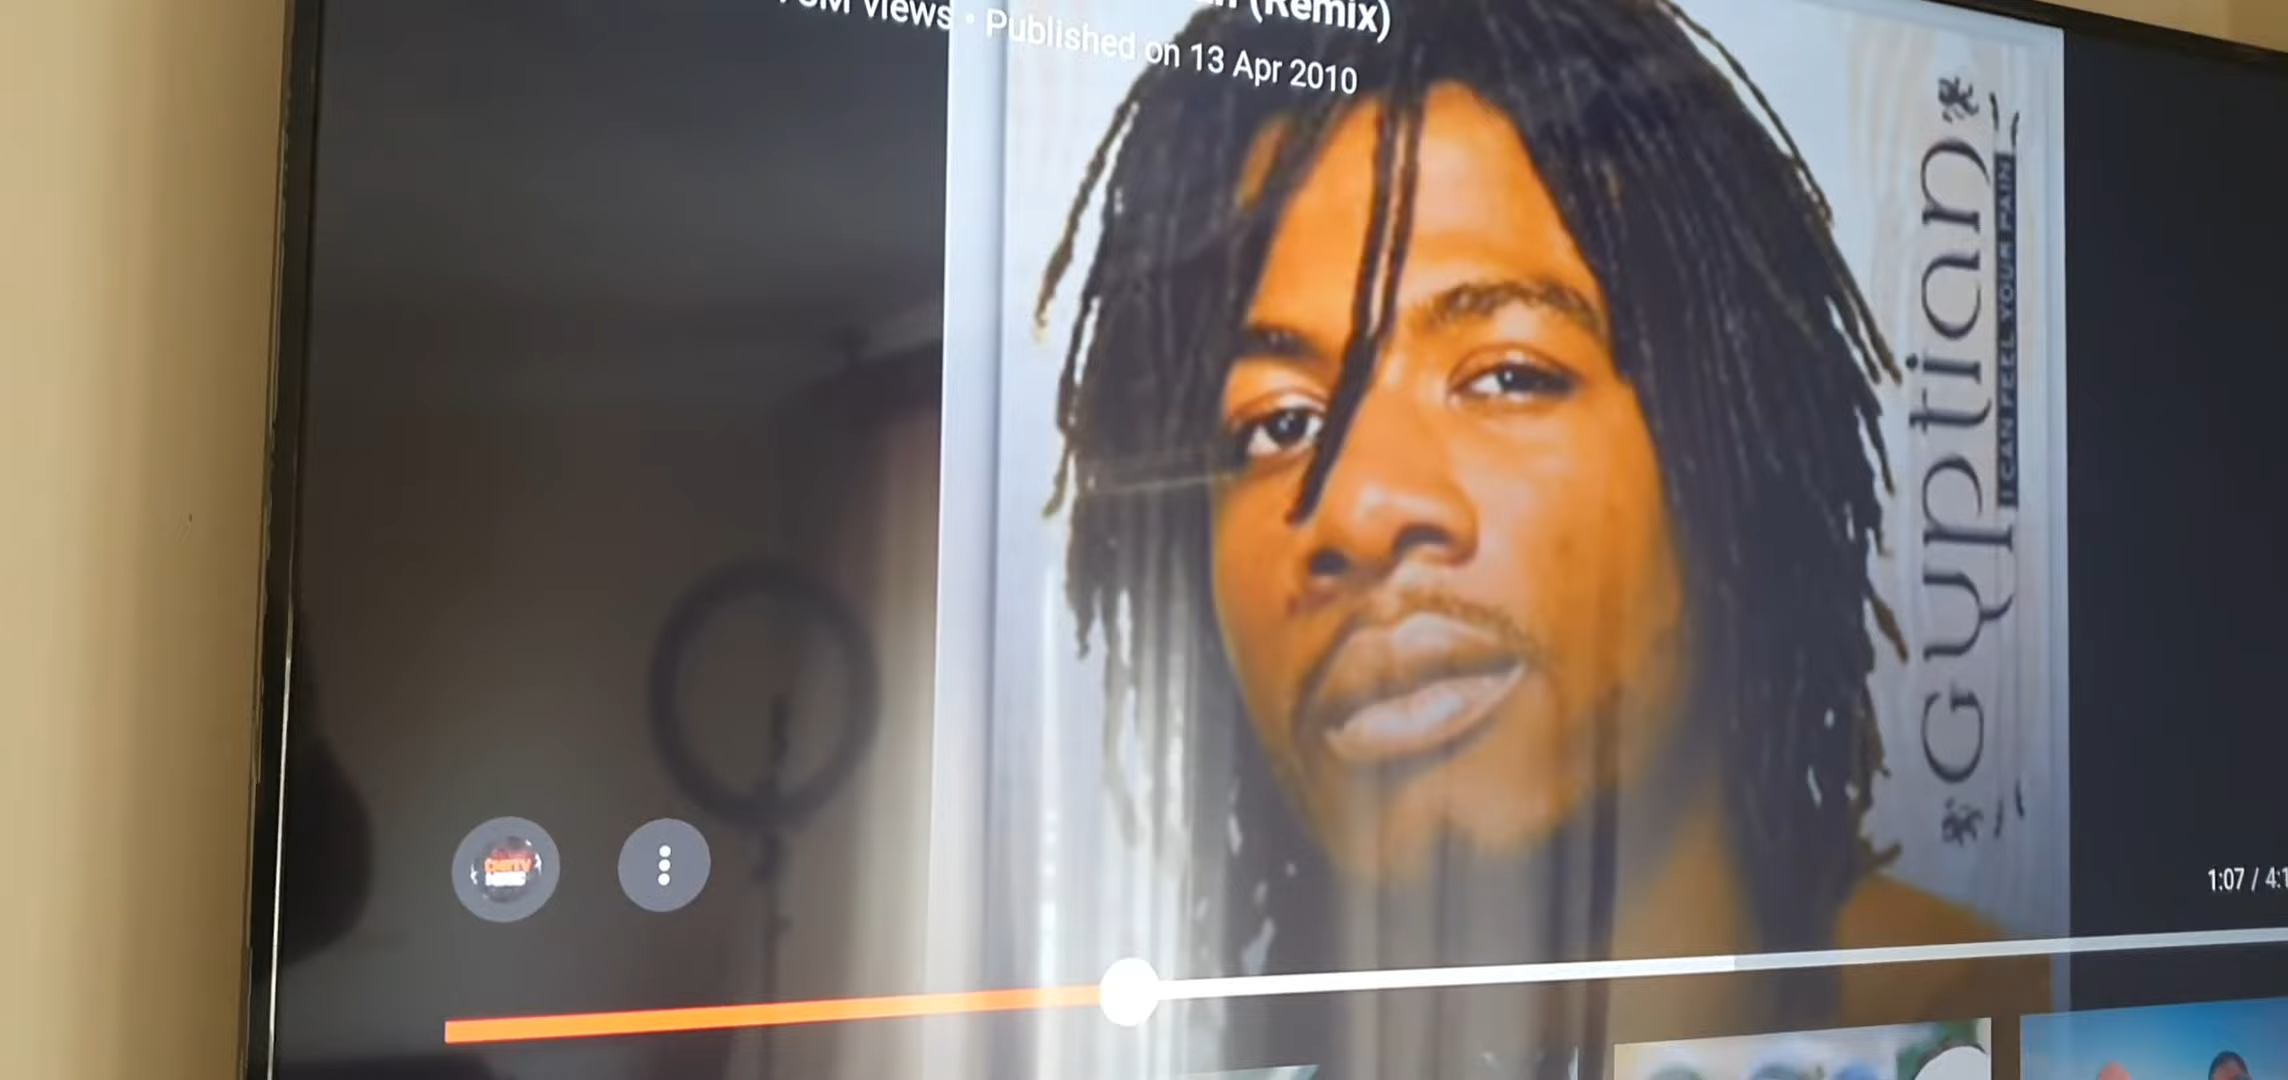 (Remix)
views • Published on 13 Apr 2010
Gyptian
I CAN FEEL YOUR PAIN
1:07 / 4:1